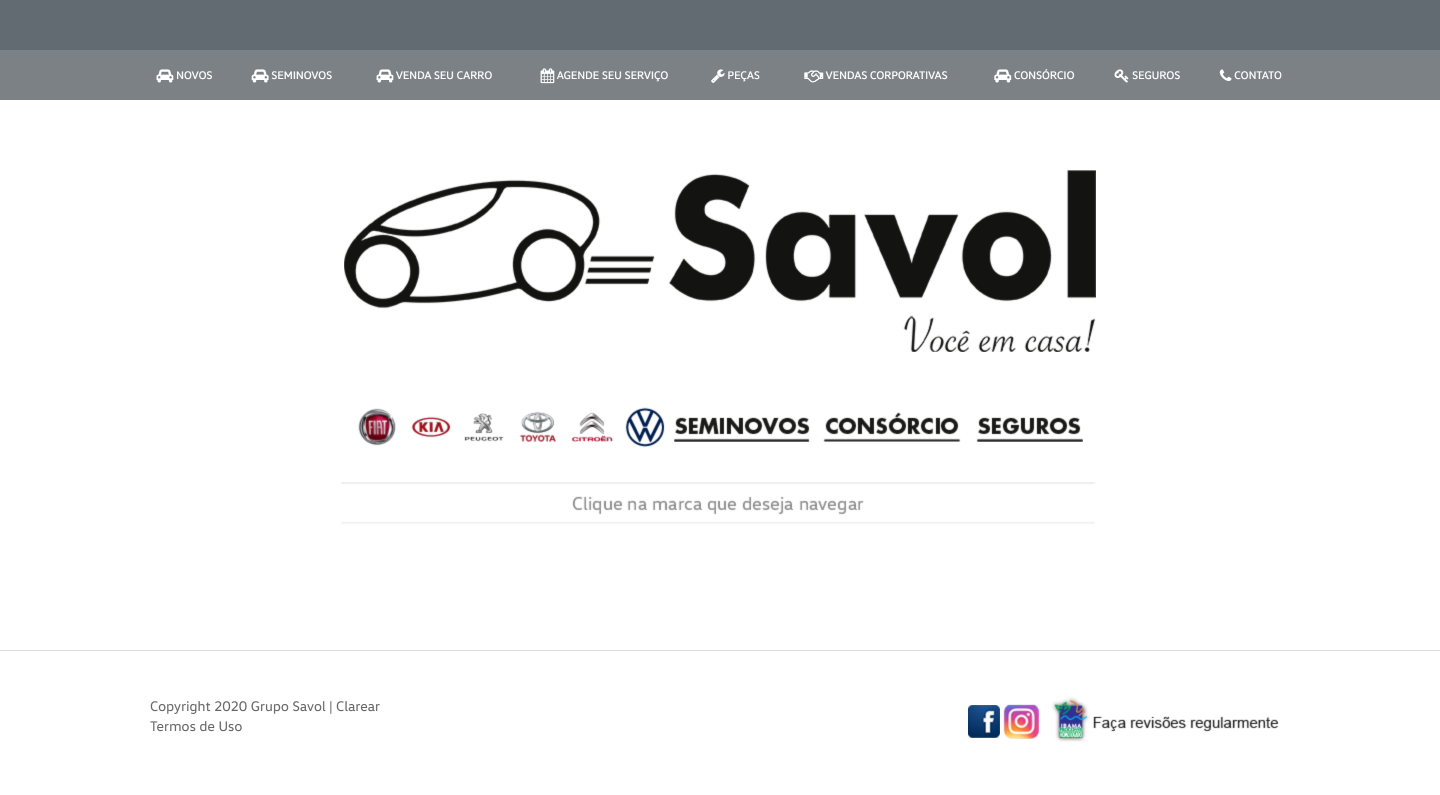 NOVOS SEMINOVOS VENDA SEU CARRO AGENDE SEU SERVIÇO PEÇAS VENDAS CORPORATIVAS CONSÓRCIO SEGUROS CONTATO
Savol
Você em casa!
FIAT KIA PEUGEOT TOYOTA CITROËN SEMINOVOS CONSÓRCIO SEGUROS
Clique na marca que deseja navegar
Copyright 2020 Grupo Savol | Clarear
Termos de Uso
IBAMA Faça revisões regularmente